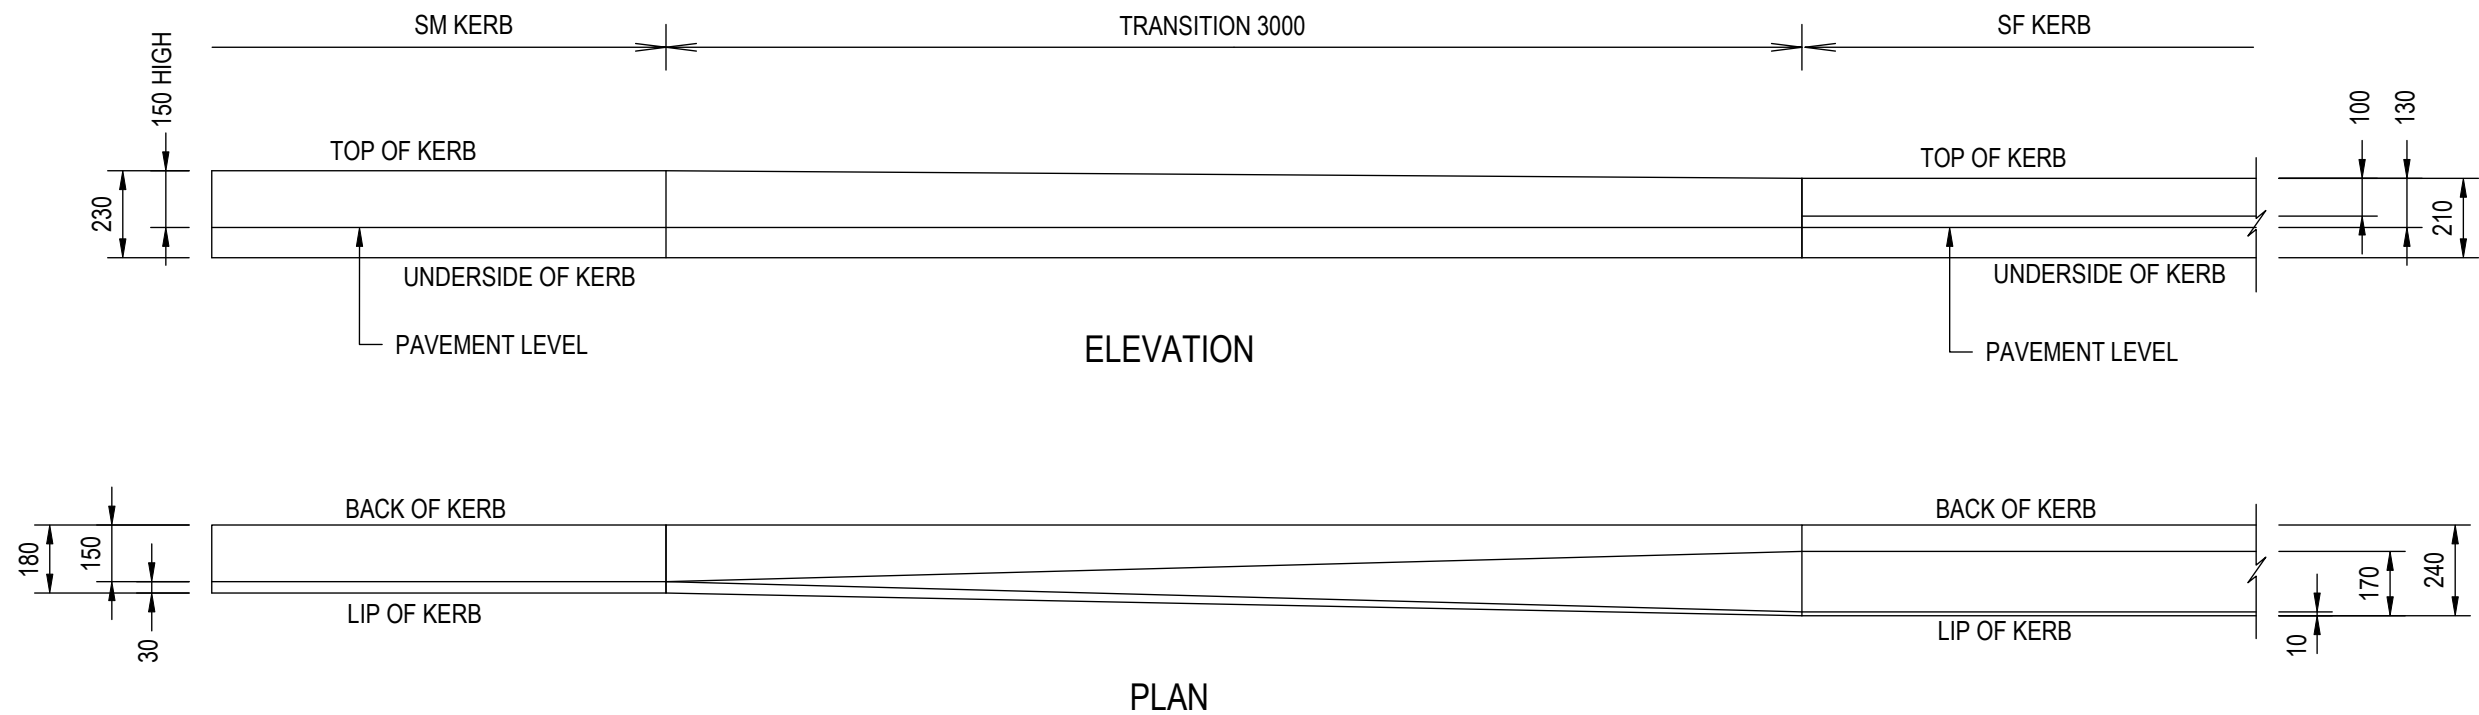 SM KERB
TRANSITION 3000
SF KERB
150 HIGH
230
TOP OF KERB
UNDERSIDE OF KERB
PAVEMENT LEVEL
ELEVATION
TOP OF KERB
UNDERSIDE OF KERB
PAVEMENT LEVEL
100
130
210
180
150
30
BACK OF KERB
LIP OF KERB
BACK OF KERB
LIP OF KERB
10
170
240
PLAN